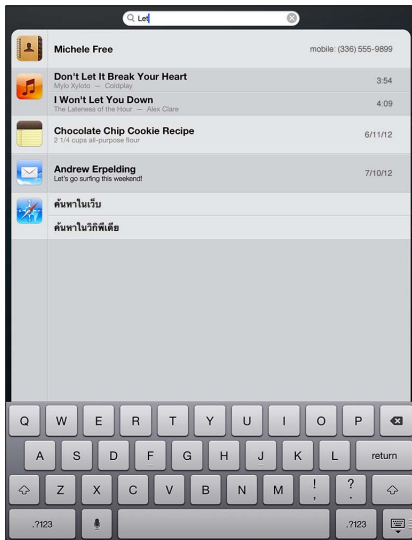 Let
Michele Free mobile: (336) 555-9899
Don't Let It Break Your Heart 3:54
Mylo Xyloto — Coldplay
I Won't Let You Down 4:09
The Lateness of the Hour — Alex Clare
Chocolate Chip Cookie Recipe 6/11/12
2 1/4 cups all-purpose flour
Andrew Erpelding 7/10/12
Let's go surfing this weekend!
ค้นหาในเว็บ
ค้นหาในวิกิพีเดีย
Q W E R T Y U I O P
A S D F G H J K L return
Z X C V B N M ! , ? .
.?123 .?123